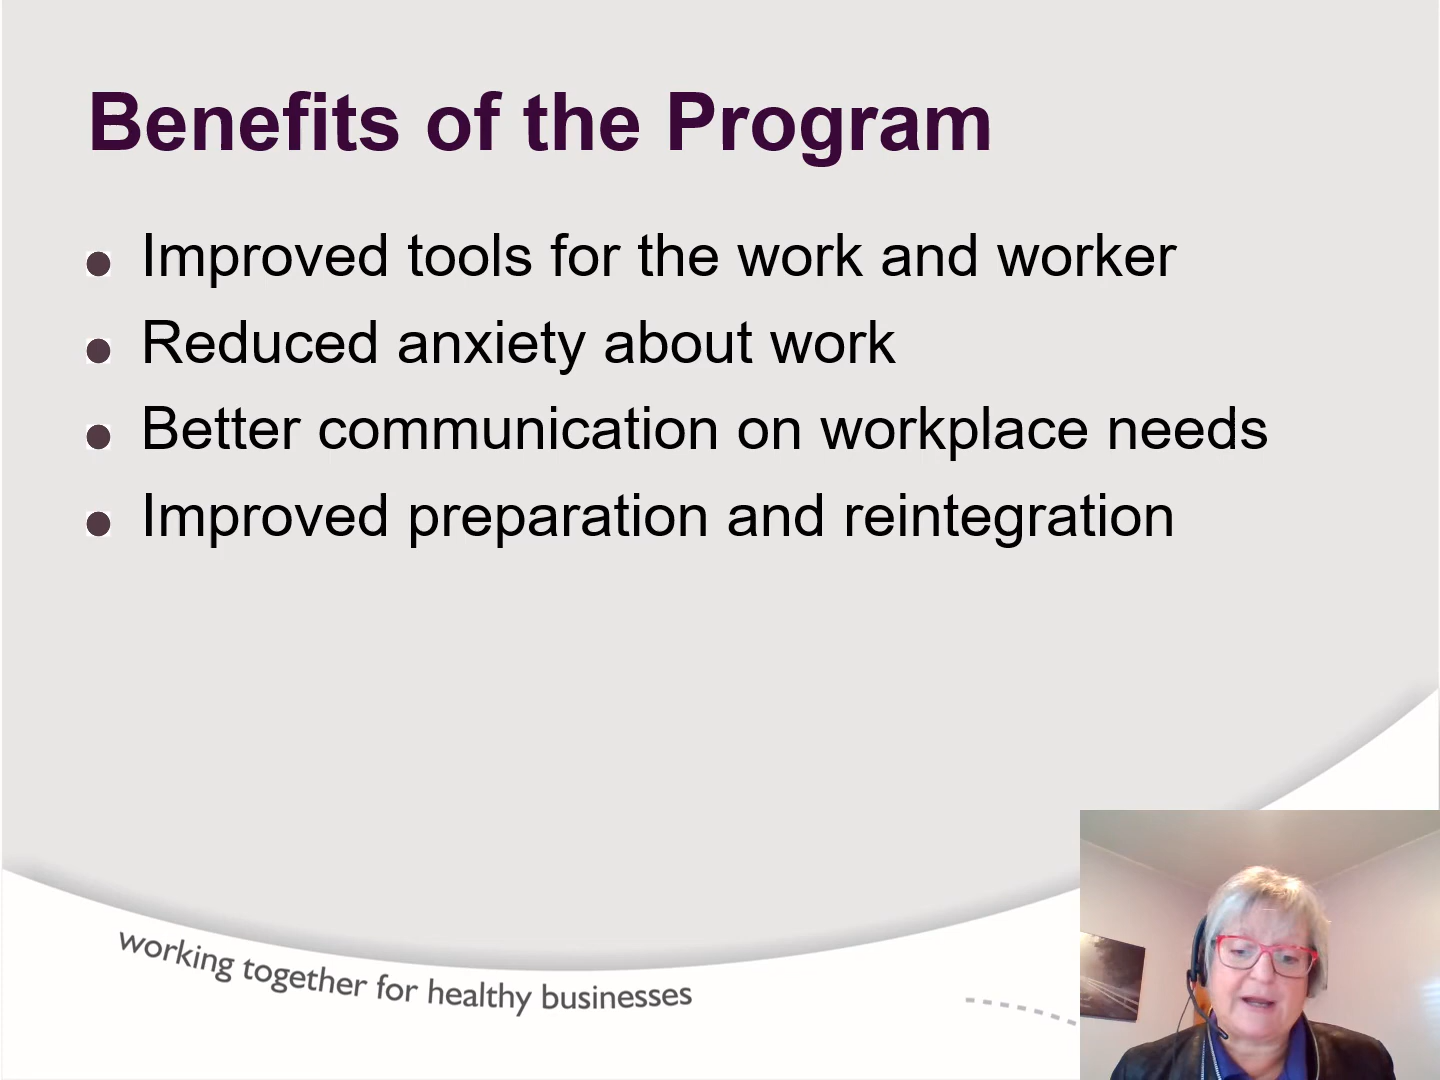 Benefits of the Program
Improved tools for the work and worker
Reduced anxiety about work
Better communication on workplace needs
Improved preparation and reintegration
working together for healthy businesses